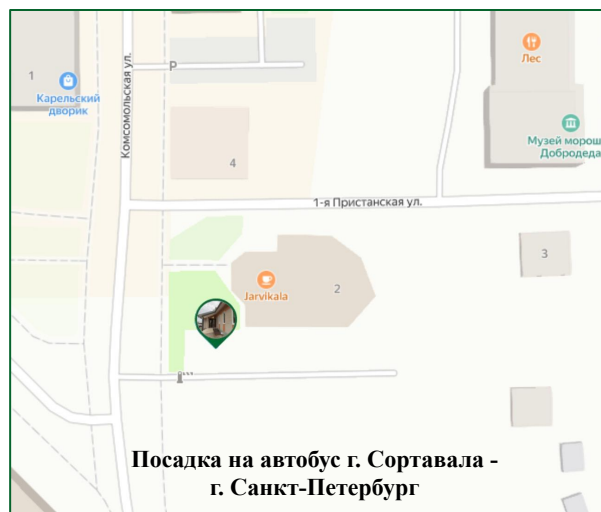 Лес
1
Карельский
дворик
Комсомольская ул.
P
Музей морош
Добродеда
4
1-я Пристанская ул.
3
2
Jarvikala
Посадка на автобус г. Сортавала -
г. Санкт-Петербург